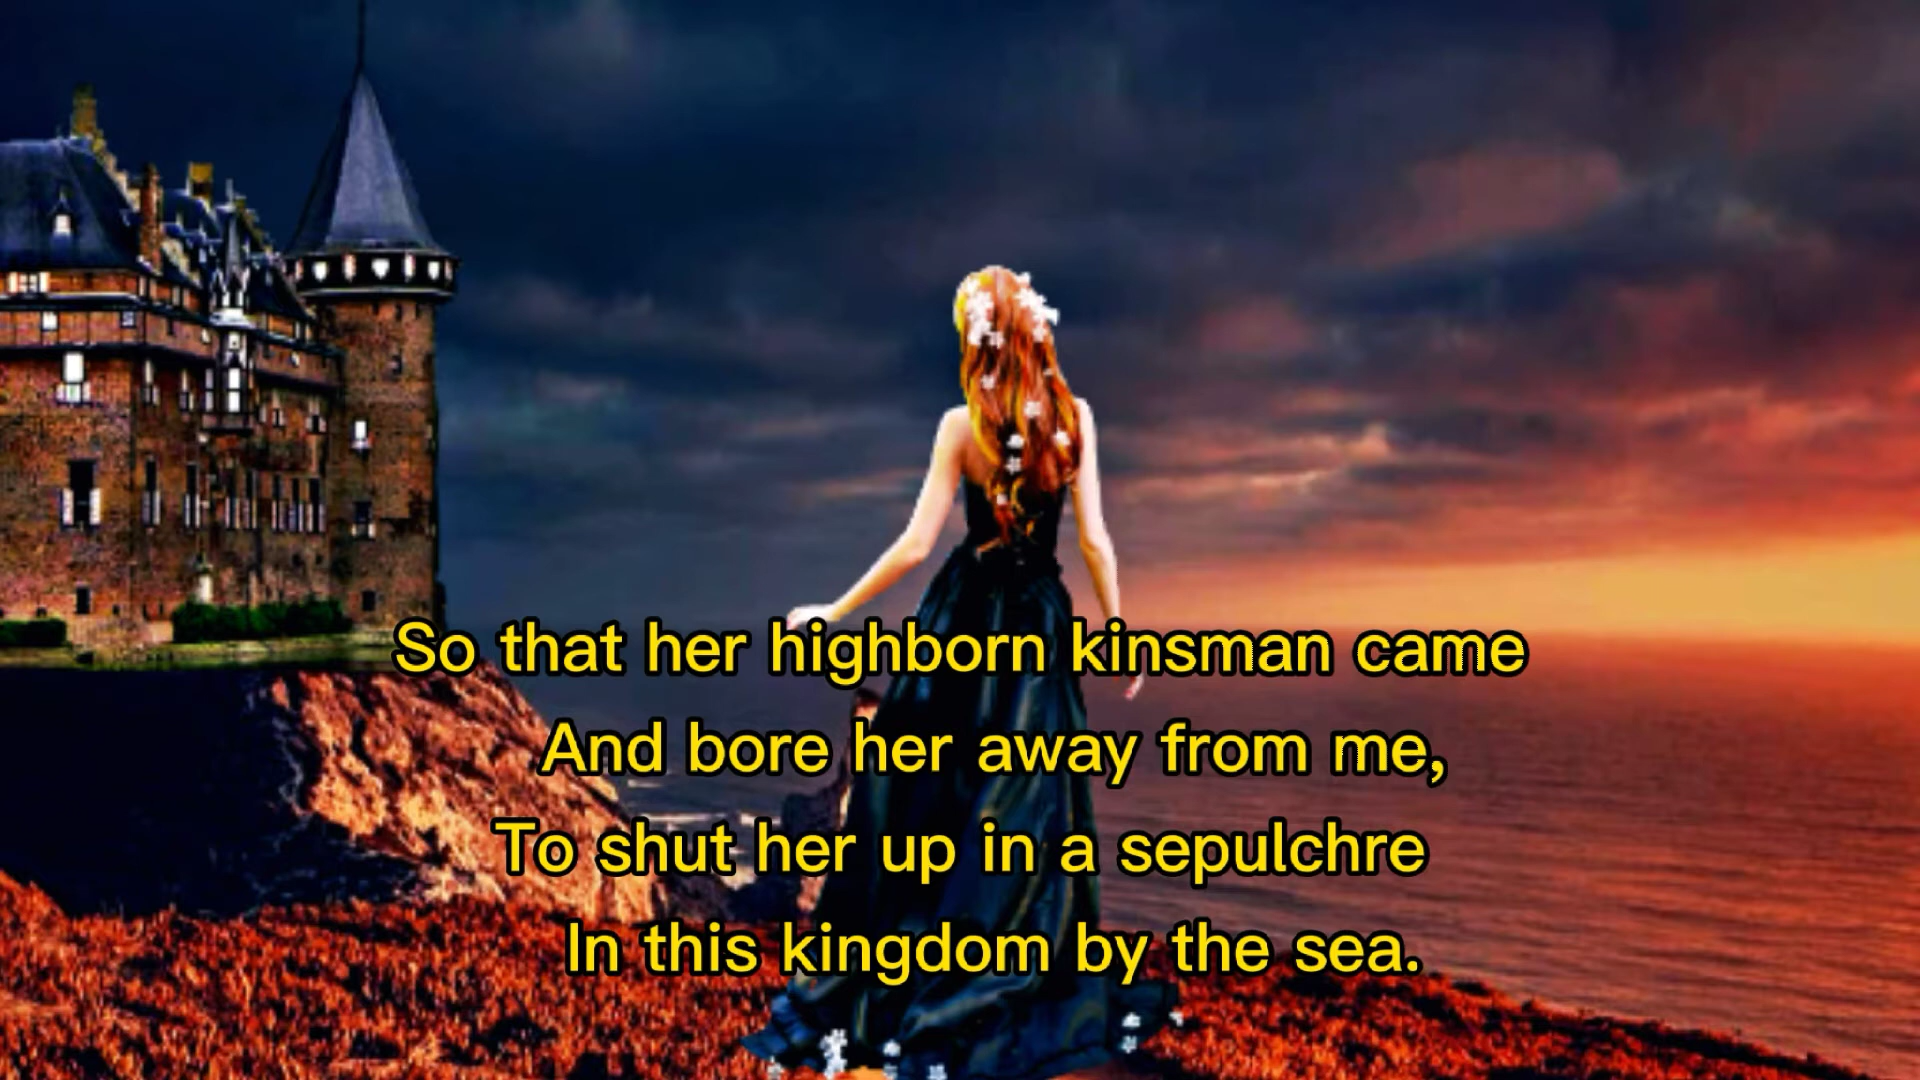 So that her highborn kinsman came
And bore her away from me,
To shut her up in a sepulchre
In this kingdom by the sea.